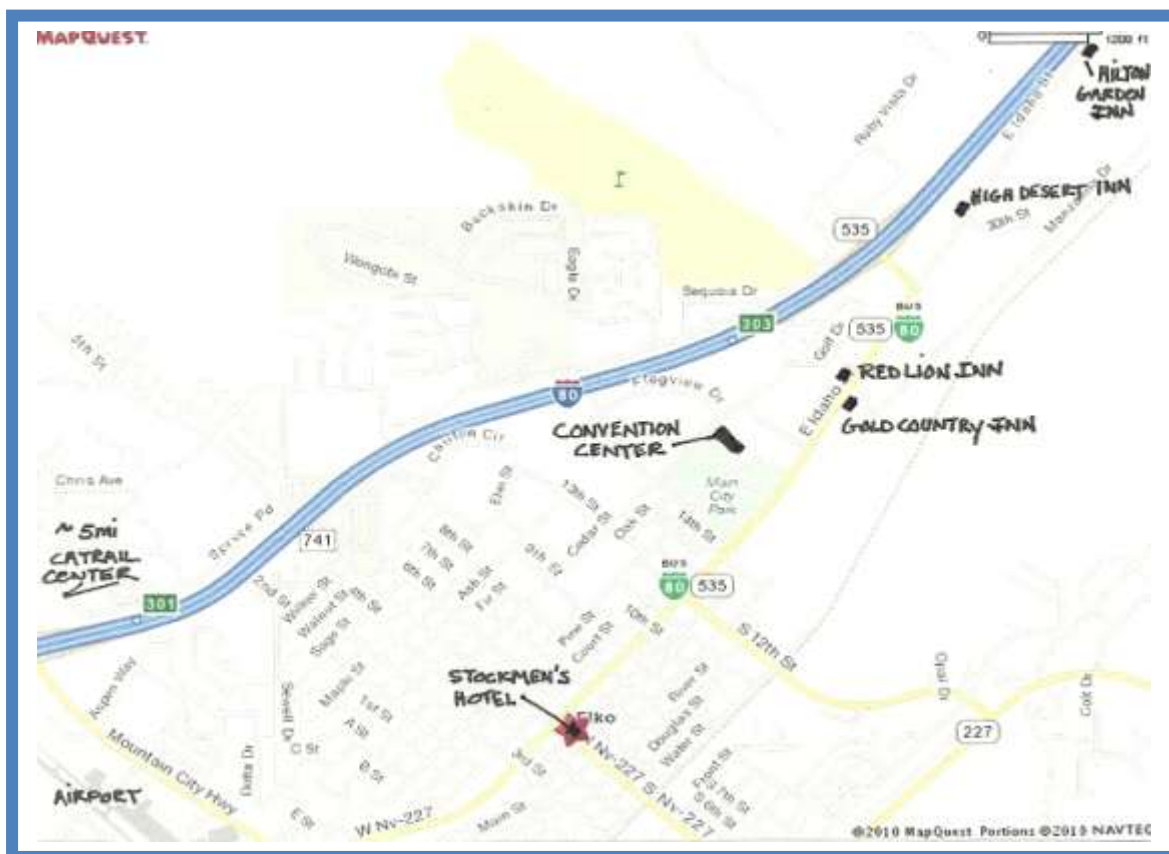 MAPQUEST
0
1200 ft
HILTON
GARDEN
INN
E Idaho St
Ruby Vista Dr
HIGH DESERT INN
30th St
Buckskin Dr
535
Eagle Dr
Sequoia Dr
BUS
80
303
Golf Dr
535
5th St
80
RED LION INN
E Idaho
GOLD COUNTRY INN
CONVENTION
CENTER
Chris Ave
Elm St
Main
City
Park
13th St
Cedar St
Oak St
14th St
~5mi
CATRAIL
CENTER
741
8th St
7th St
6th St
9th St
Ash St
Fir St
BUS
80
535
301
2nd St
Walnut St
4th St
Sage St
Pine St
Court St
10th St
S 12th St
Aspen Way
Sewell Dr
Maple St
1st St
A St
C St
B St
STOCKMEN'S
HOTEL
Elko
River St
Douglas St
Water St
Opal Dr
227
Mountain City Hwy
3rd St
Nv-227
Front St
S 7th St
S 6th St
S Nv-227
AIRPORT
E St
W Nv-227
Main St
©2010 MapQuest Portions ©2010 NAVTEQ